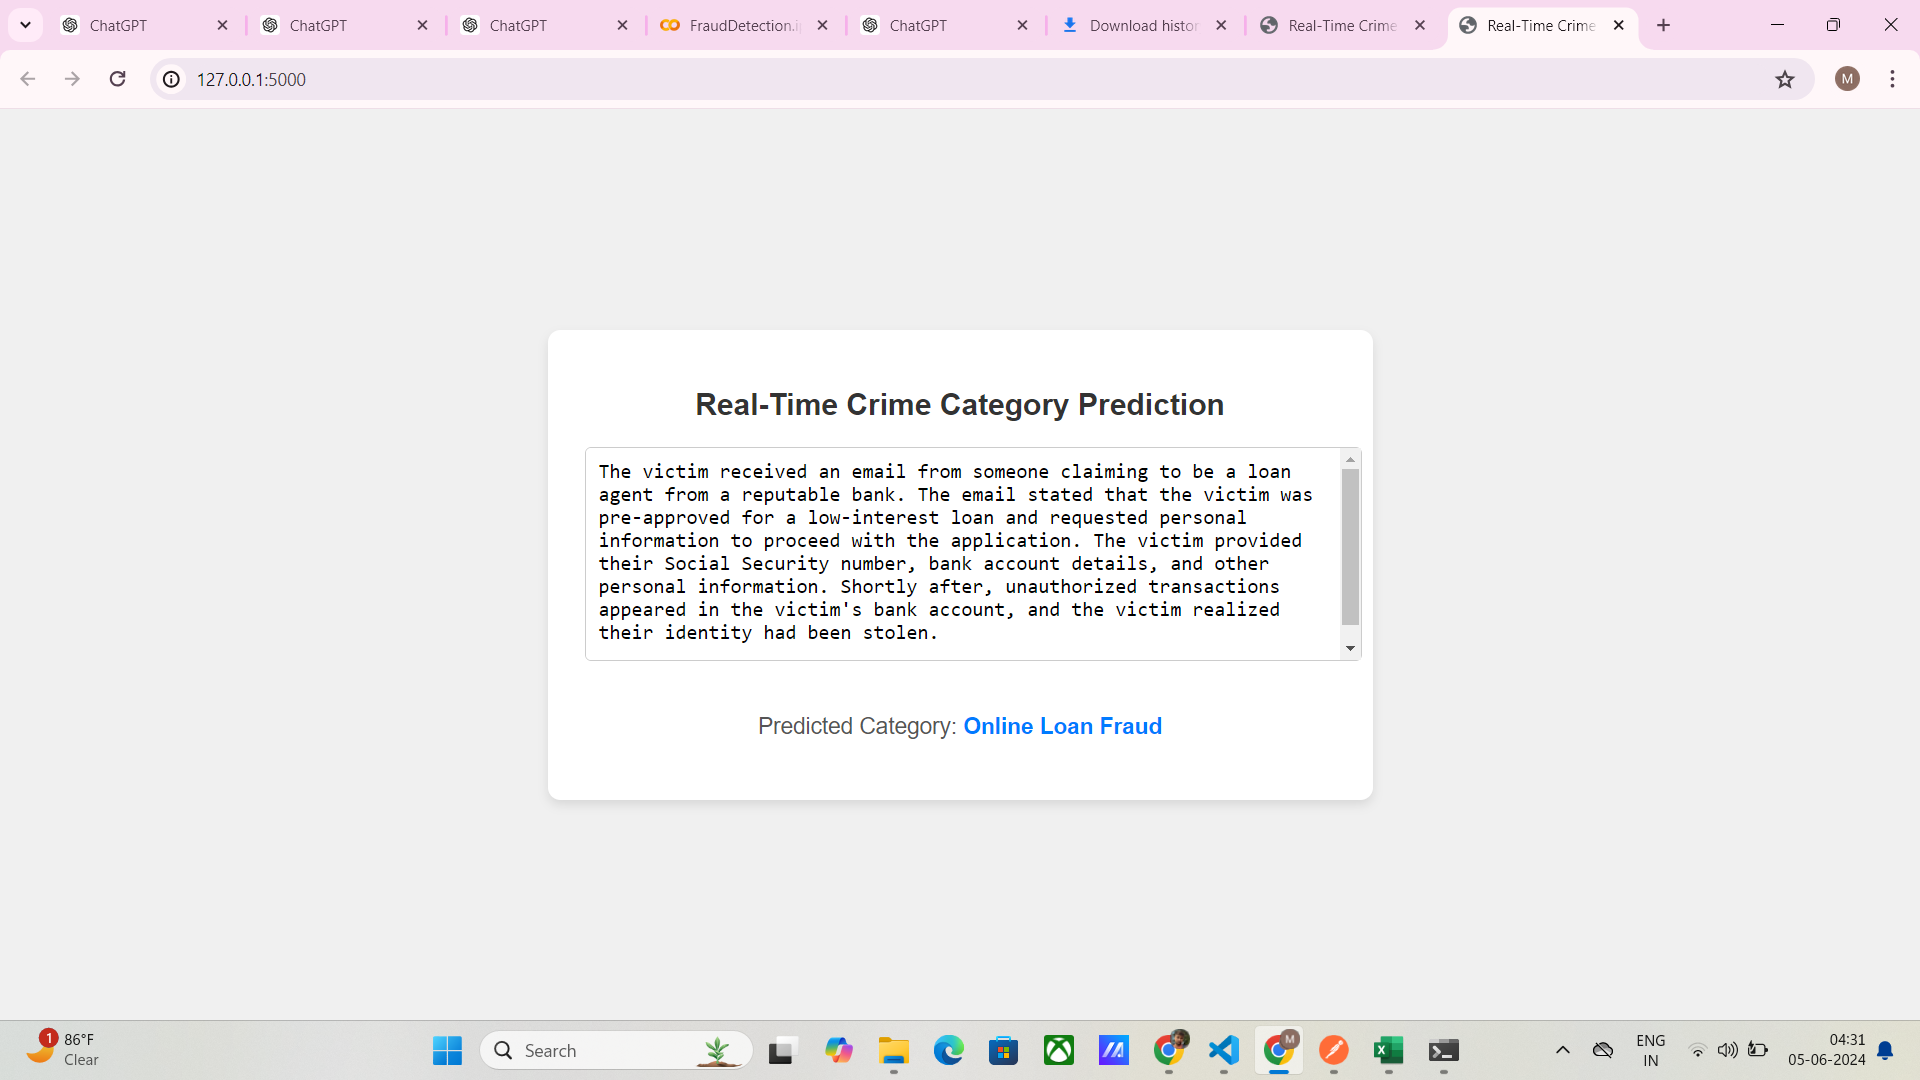 ChatGPT
ChatGPT
ChatGPT
FraudDetection.i
ChatGPT
Download histor
Real-Time Crime
Real-Time Crime
127.0.0.1:5000
M
Real-Time Crime Category Prediction
The victim received an email from someone claiming to be a loan
agent from a reputable bank. The email stated that the victim was
pre-approved for a low-interest loan and requested personal
information to proceed with the application. The victim provided
their Social Security number, bank account details, and other
personal information. Shortly after, unauthorized transactions
appeared in the victim's bank account, and the victim realized
their identity had been stolen.
Predicted Category: Online Loan Fraud
1
86°F
Clear
Search
M
ENG
IN
04:31
05-06-2024